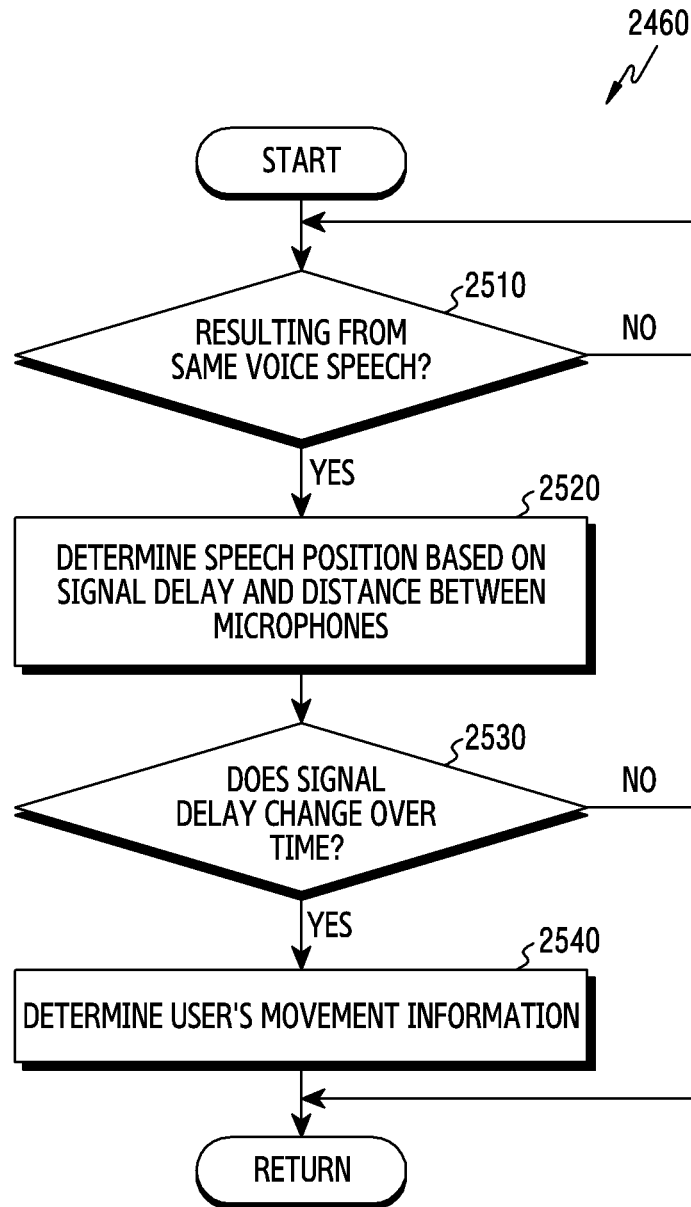 2460
START
2510
RESULTING FROM
SAME VOICE SPEECH?
NO
YES
2520
DETERMINE SPEECH POSITION BASED ON
SIGNAL DELAY AND DISTANCE BETWEEN
MICROPHONES
2530
DOES SIGNAL
DELAY CHANGE OVER
TIME?
NO
YES
2540
DETERMINE USER'S MOVEMENT INFORMATION
RETURN